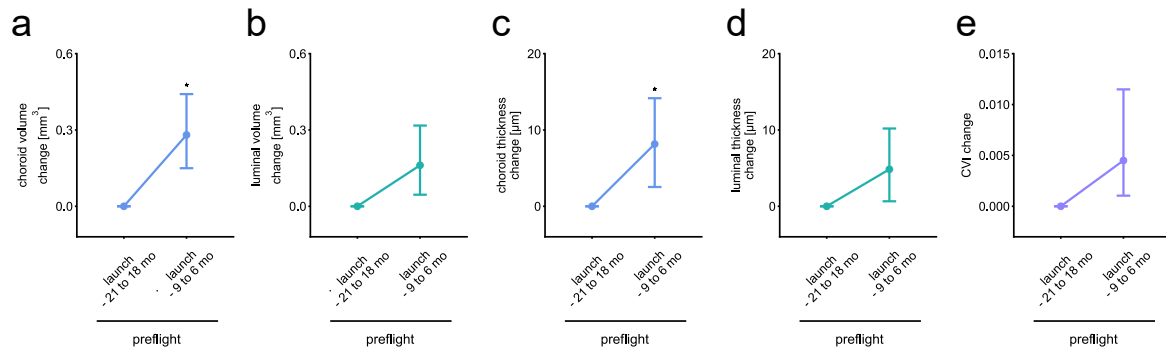 a
choroid volume
change [mm³]
0.6
0.3
0.0
*
launch
- 21 to 18 mo
launch
- 9 to 6 mo
preflight
b
luminal volume
change [mm³]
0.6
0.3
0.0
launch
- 21 to 18 mo
launch
- 9 to 6 mo
preflight
c
choroid thickness
change [µm]
20
10
0
*
launch
- 21 to 18 mo
launch
- 9 to 6 mo
preflight
d
luminal thickness
change [µm]
20
10
0
launch
- 21 to 18 mo
launch
- 9 to 6 mo
preflight
e
CVI change
0.015
0.010
0.005
0.000
launch
- 21 to 18 mo
launch
- 9 to 6 mo
preflight